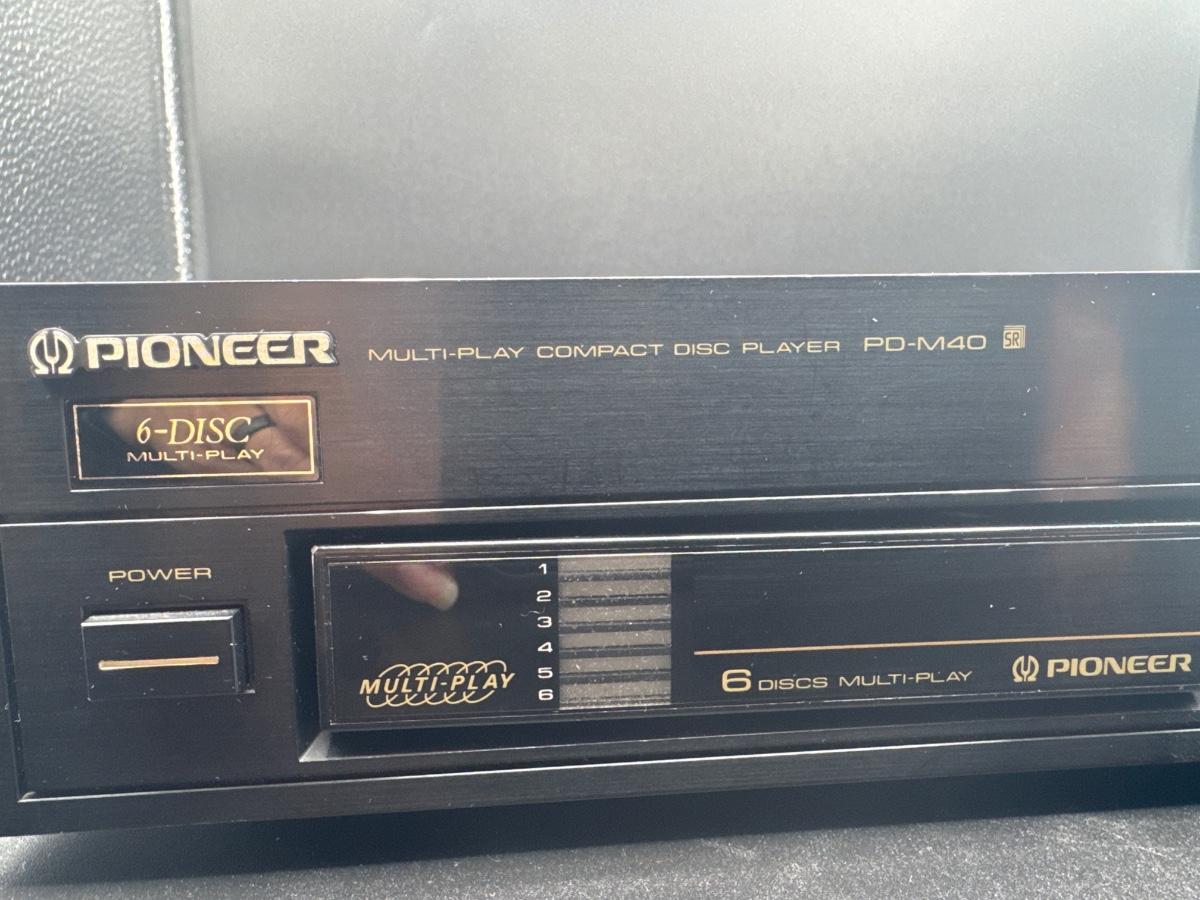 PIONEER
MULTI-PLAY COMPACT DISC PLAYER PD-M40 SR
6-DISC
MULTI-PLAY
POWER
1
2
3
4
5
6
MULTI-PLAY
6 DISCS MULTI-PLAY
PIONEER